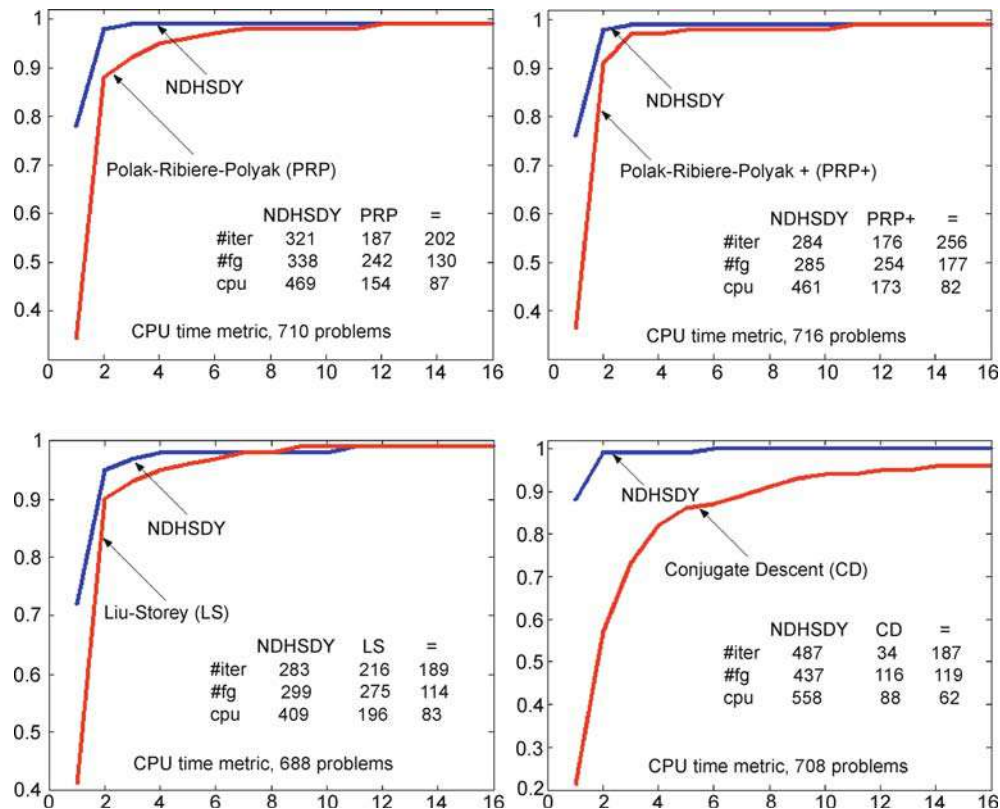 1
0.9
0.8
0.7
0.6
0.5
0.4
0 2 4 6 8 10 12 14 16
NDHSDY
Polak-Ribiere-Polyak (PRP)
NDHSDY PRP =
#iter 321 187 202
#fg 338 242 130
cpu 469 154 87
CPU time metric, 710 problems
1
0.9
0.8
0.7
0.6
0.5
0.4
0 2 4 6 8 10 12 14 16
NDHSDY
Polak-Ribiere-Polyak + (PRP+)
NDHSDY PRP+ =
#iter 284 176 256
#fg 285 254 177
cpu 461 173 82
CPU time metric, 716 problems
1
0.9
0.8
0.7
0.6
0.5
0.4
0 2 4 6 8 10 12 14 16
NDHSDY
Liu-Storey (LS)
NDHSDY LS =
#iter 283 216 189
#fg 299 275 114
cpu 409 196 83
CPU time metric, 688 problems
1
0.9
0.8
0.7
0.6
0.5
0.4
0.3
0.2
0 2 4 6 8 10 12 14 16
NDHSDY
Conjugate Descent (CD)
NDHSDY CD =
#iter 487 34 187
#fg 437 116 119
cpu 558 88 62
CPU time metric, 708 problems